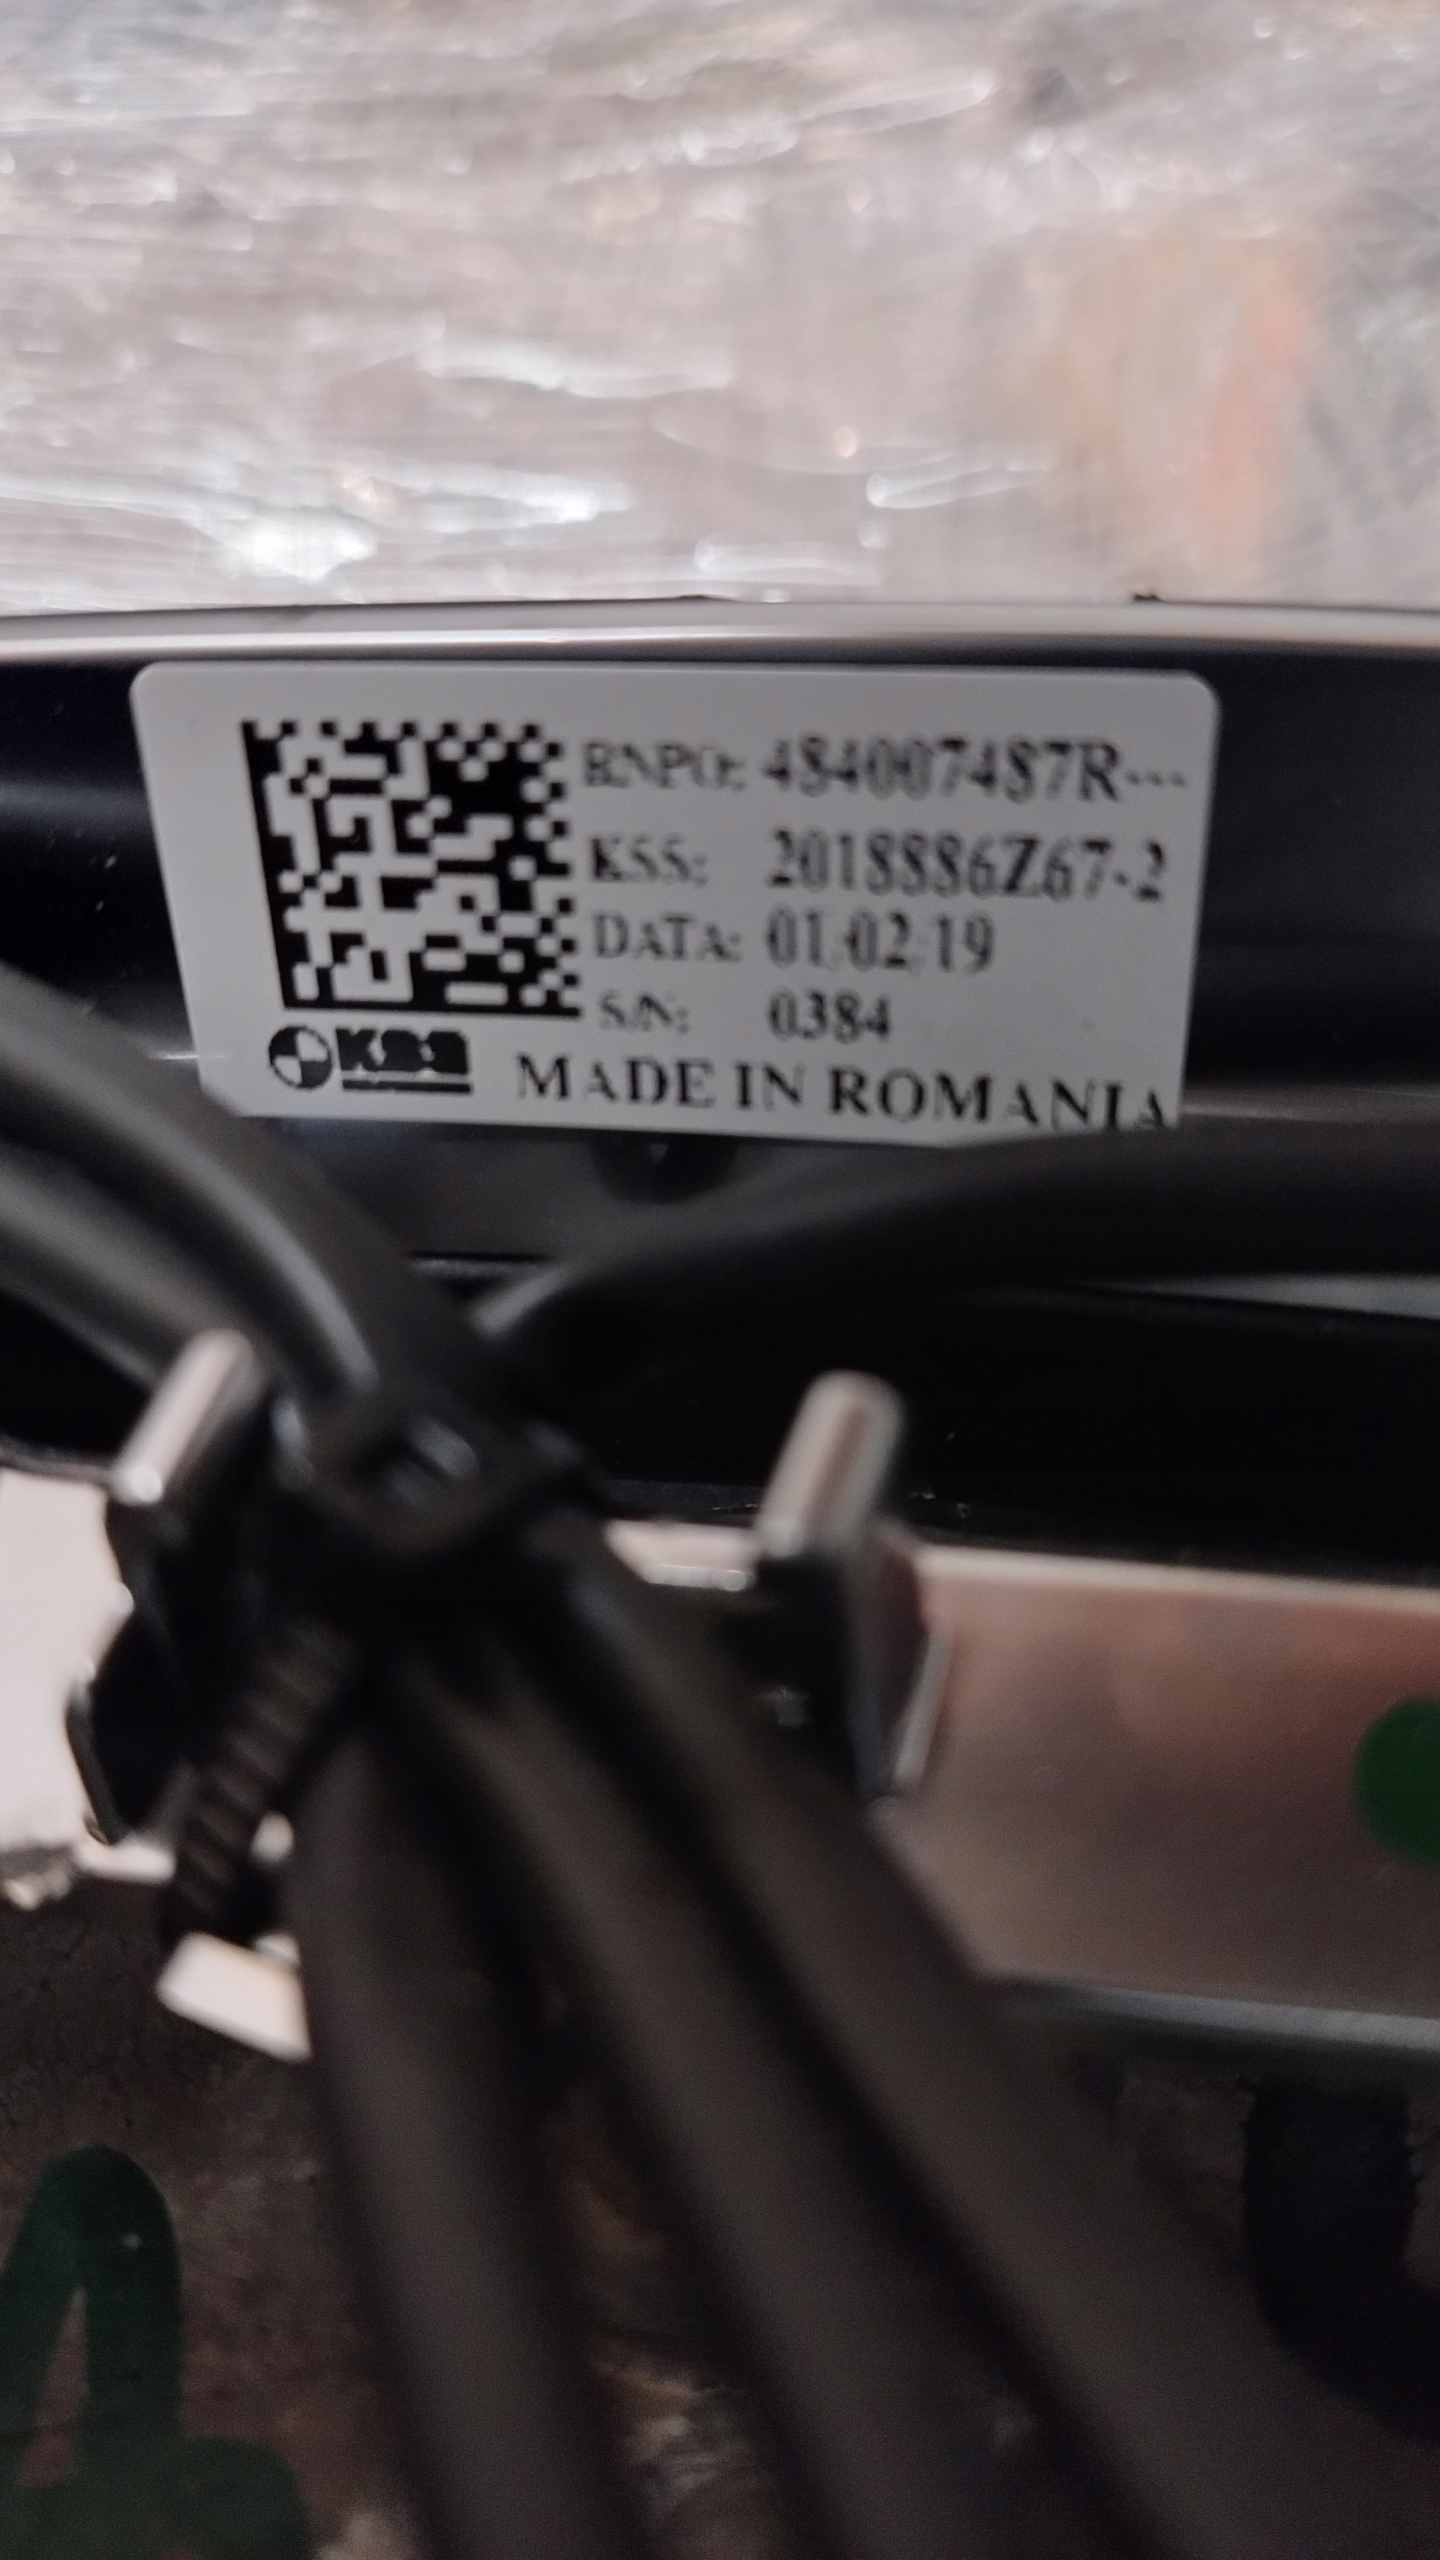 RNPO: 484007487R---
KSS: 2018886Z67-2
DATA: 01/02/19
S/N: 0384
KSS MADE IN ROMANIA